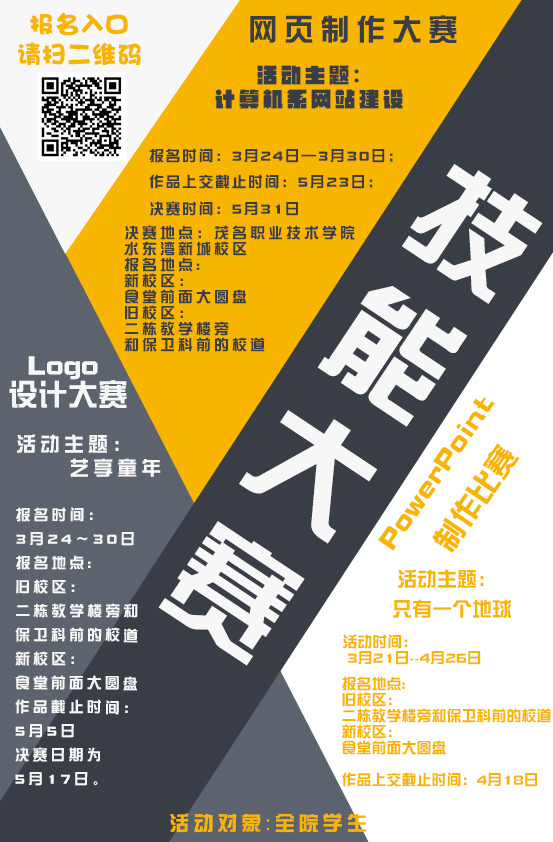 报名入口
请扫二维码
网页制作大赛
活动主题：
计算机系网站建设
报名时间：3月24日—3月30日；
作品上交截止时间：5月23日；
决赛时间：5月31日
决赛地点：茂名职业技术学院
水东湾新城校区
报名地点：
新校区：
食堂前面大圆盘
旧校区：
二栋教学楼旁
和保卫科前的校道
技能大赛
Logo
设计大赛
活动主题：
艺享童年
报名时间：
3月24～30日
报名地点：
旧校区：
二栋教学楼旁和
保卫科前的校道
新校区：
食堂前面大圆盘
作品截止时间：
5月5日
决赛日期为
5月17日。
PowerPoint
制作比赛
活动主题：
只有一个地球
活动时间：
3月21日--4月26日
报名地点：
旧校区：
二栋教学楼旁和保卫科前的校道
新校区：
食堂前面大圆盘
作品上交截止时间：4月18日
活动对象：全院学生